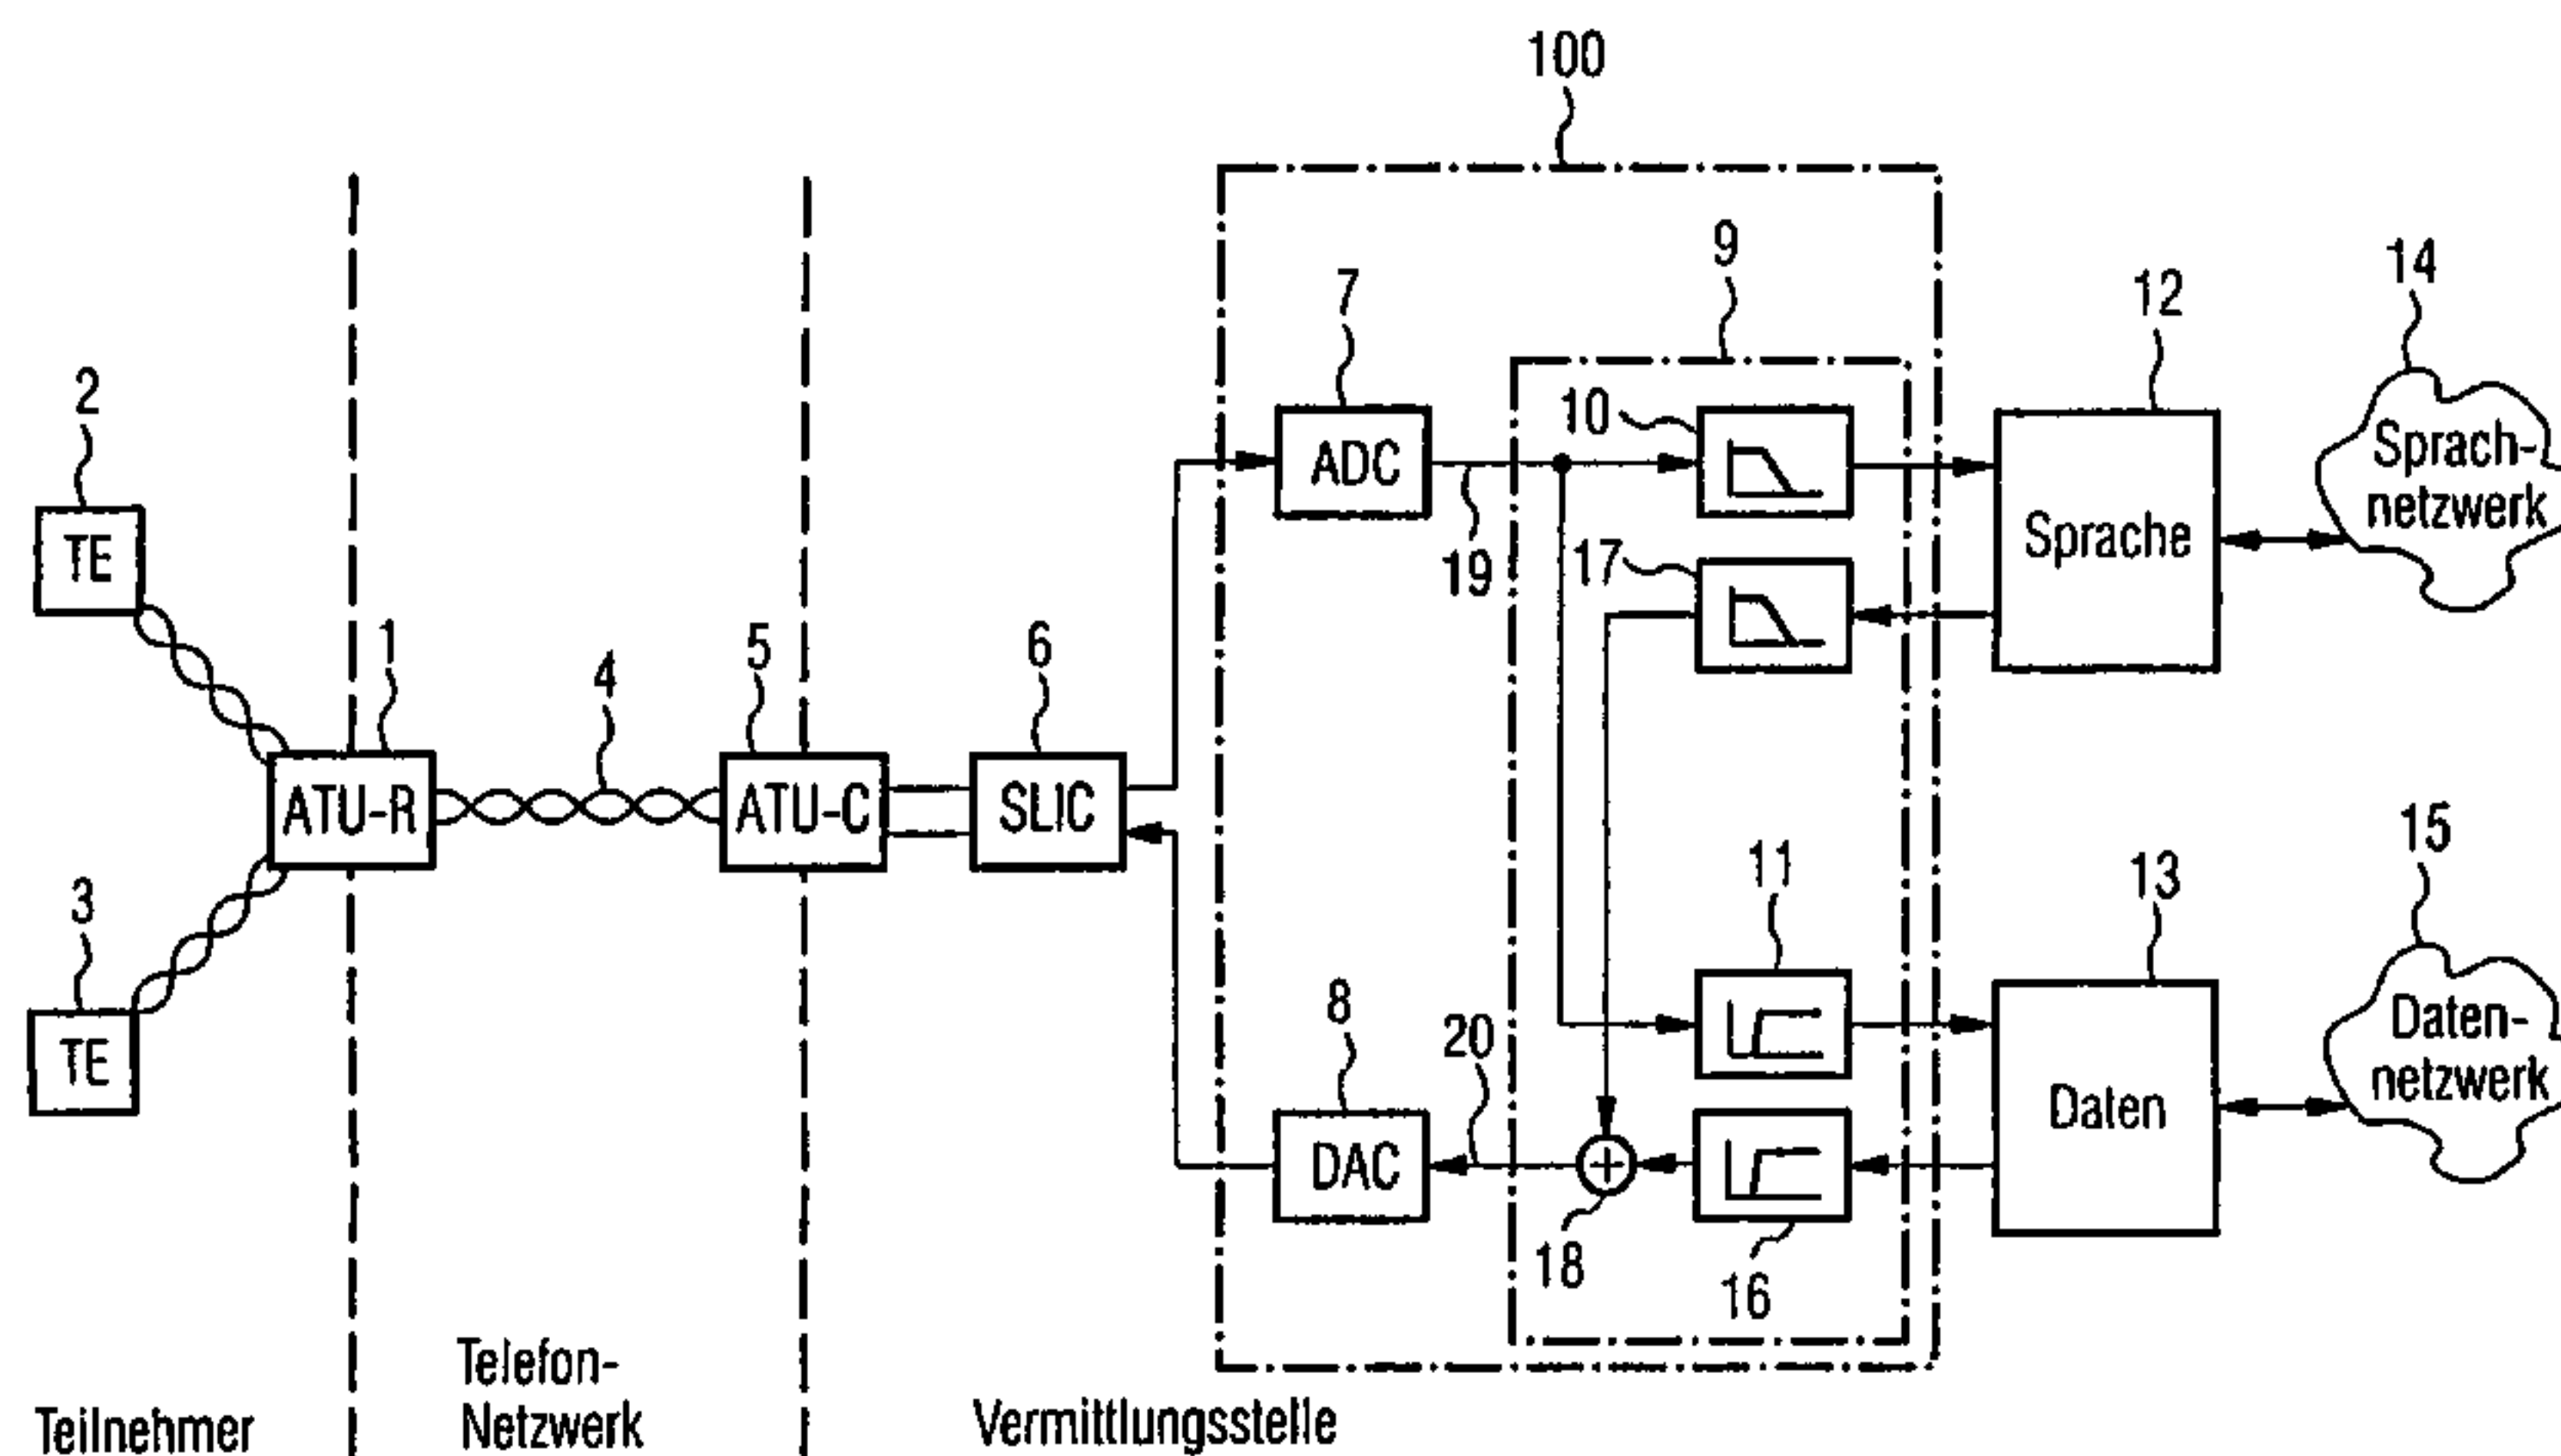 100
9
14
7
12
2
10
Sprach-
netzwerk
ADC
TE
19
17
Sprache
1
4
5
6
ATU-R
ATU-C
SLIC
15
11
13
3
8
20
Daten-
netzwerk
TE
DAC
Daten
18
16
Telefon-
Netzwerk
Teilnehmer
Vermittlungsstelle